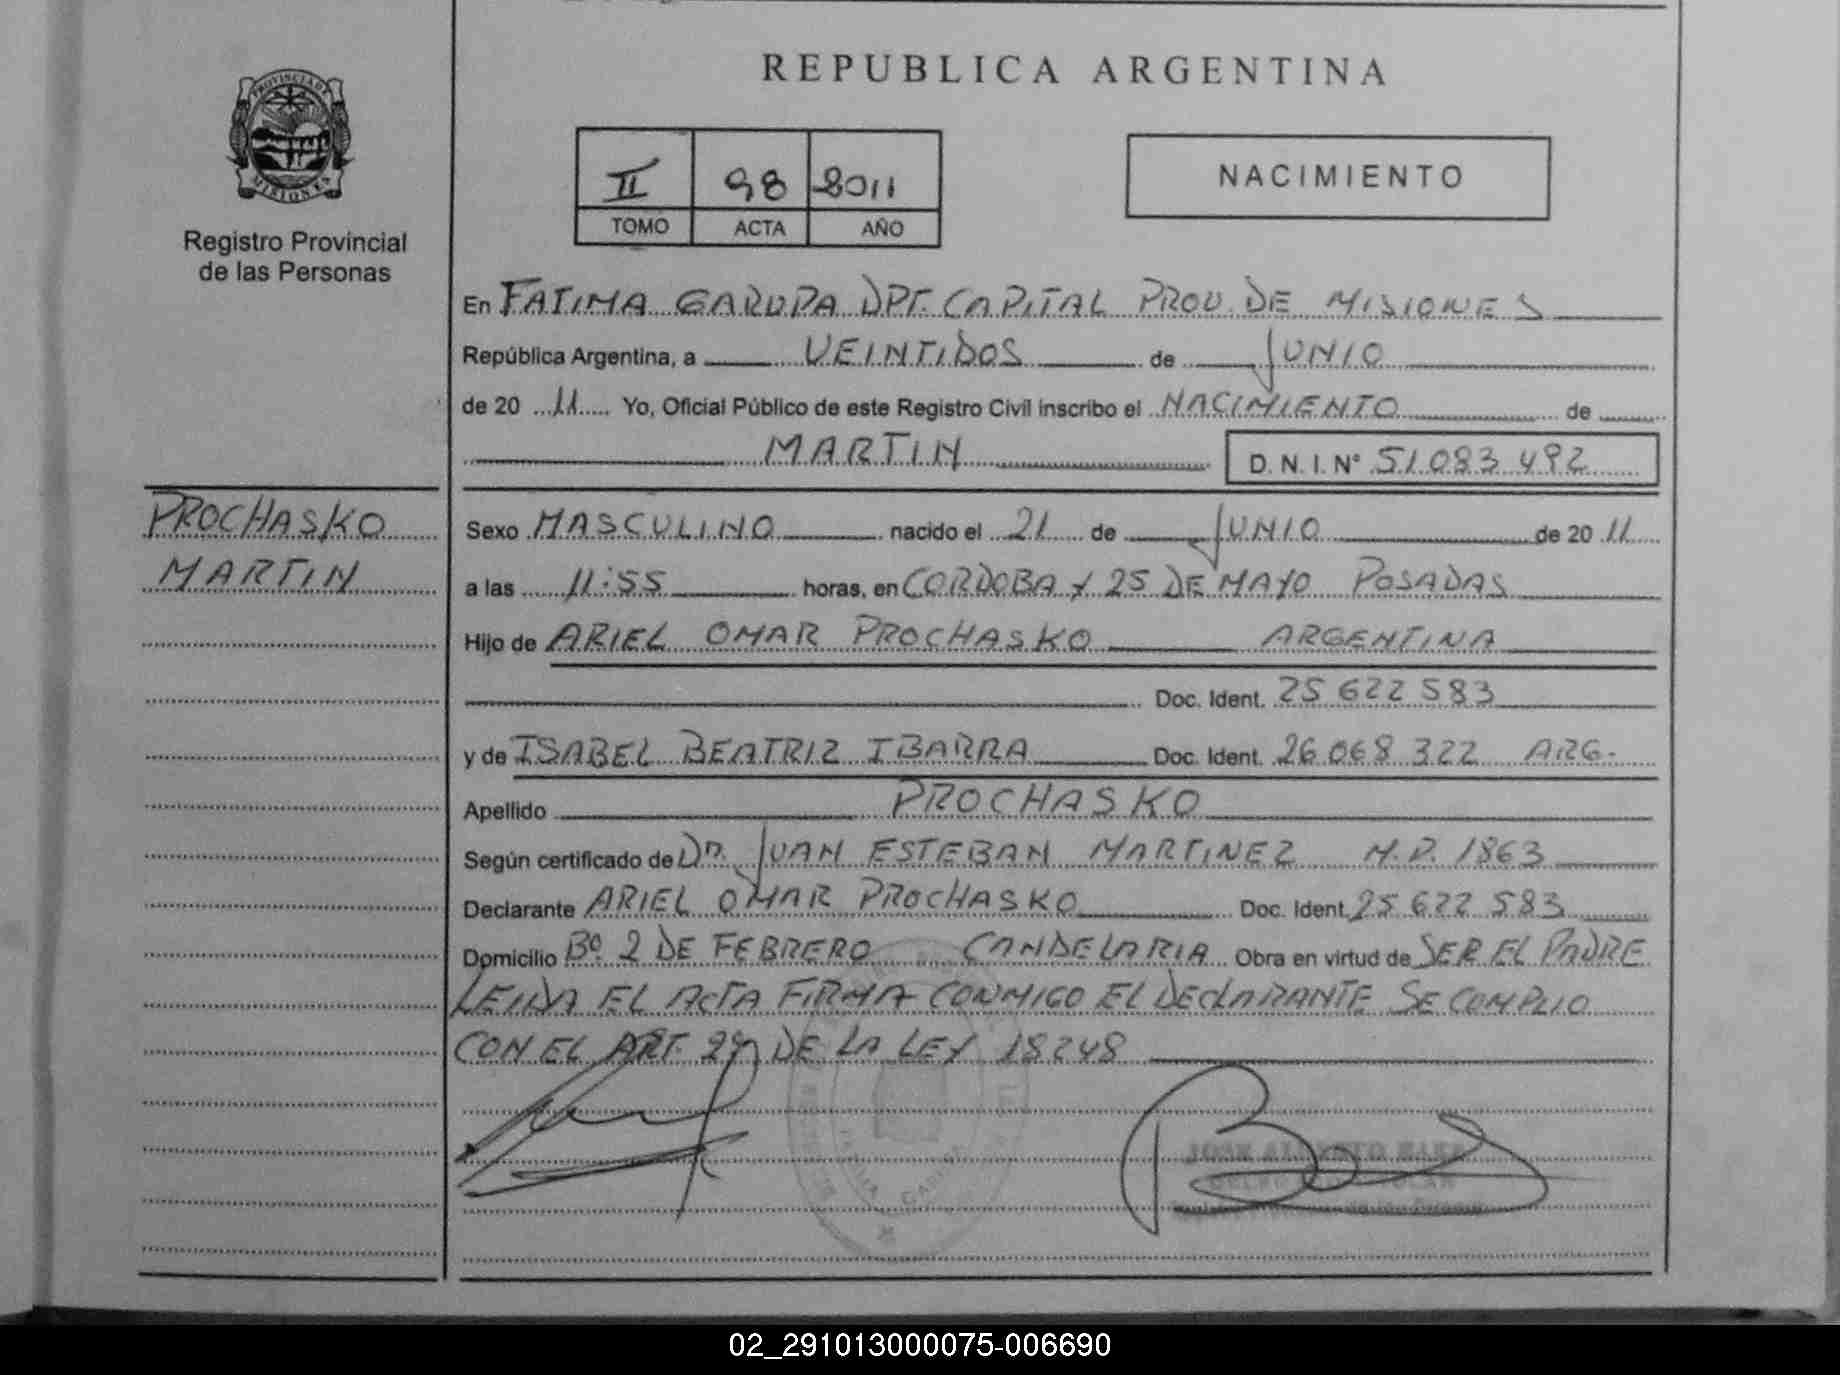 REPUBLICA ARGENTINA
PROVINCIA DE
MISIONES
Registro Provincial
de las Personas
II 98 2011
TOMO ACTA AÑO
NACIMIENTO
En FATIMA GARUPA DPT. CAPITAL PROV. DE MISIONES
República Argentina, a VEINTIDOS de JUNIO
de 20 11 Yo, Oficial Público de este Registro Civil inscribo el NACIMIENTO de
MARTIN D. N. I. Nº 51 083 492
PROCHASKO
MARTIN
Sexo MASCULINO nacido el 21 de JUNIO de 20 11
a las 11:55 horas, en CORDOBA Y 25 DE MAYO POSADAS
Hijo de ARIEL OMAR PROCHASKO ARGENTINA
Doc. Ident. 25 622 583
y de ISABEL BEATRIZ IBARRA Doc. Ident. 26 068 322 ARG.
Apellido PROCHASKO
Según certificado de Dr. JUAN ESTEBAN MARTINEZ M.P. 1863
Declarante ARIEL OMAR PROCHASKO Doc. Ident. 25 622 583
Domicilio Bº 2 DE FEBRERO CANDELARIA Obra en virtud de SER EL PADRE
LEIDA EL ACTA FIRMA CONMIGO EL DECLARANTE SE COMPLIO
CON EL ART. DE LA LEY 18248
02_291013000075-006690